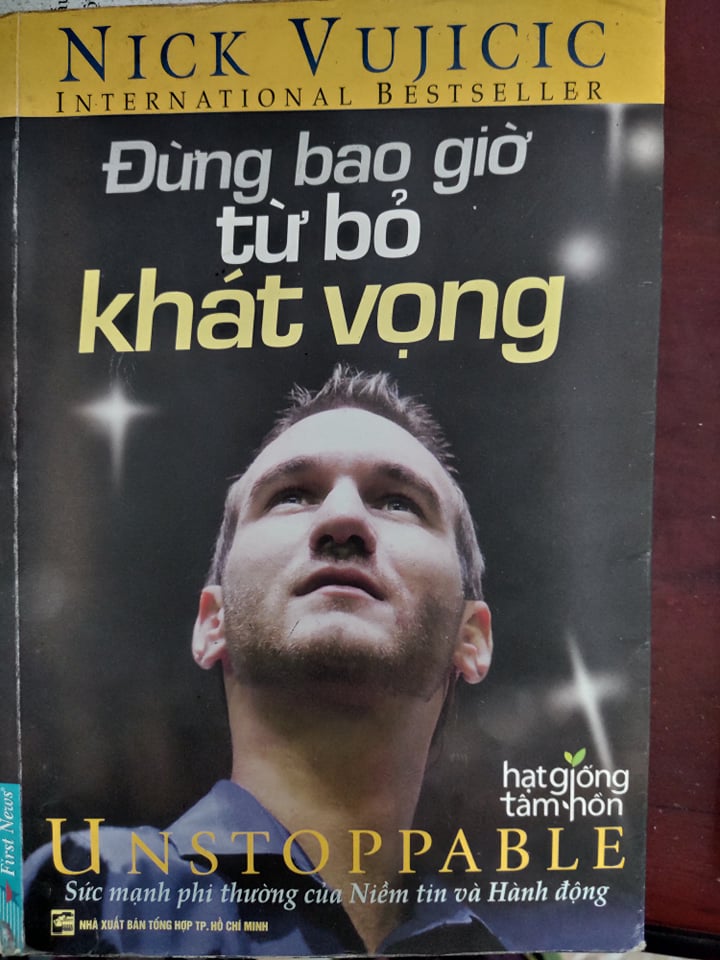 NICK VUJICIC
INTERNATIONAL BESTSELLER
Đừng bao giờ
từ bỏ
khát vọng
hạt giống
tâm hồn
UNSTOPPABLE
Sức mạnh phi thường của Niềm tin và Hành động
NHÀ XUẤT BẢN TỔNG HỢP TP. HỒ CHÍ MINH
First News